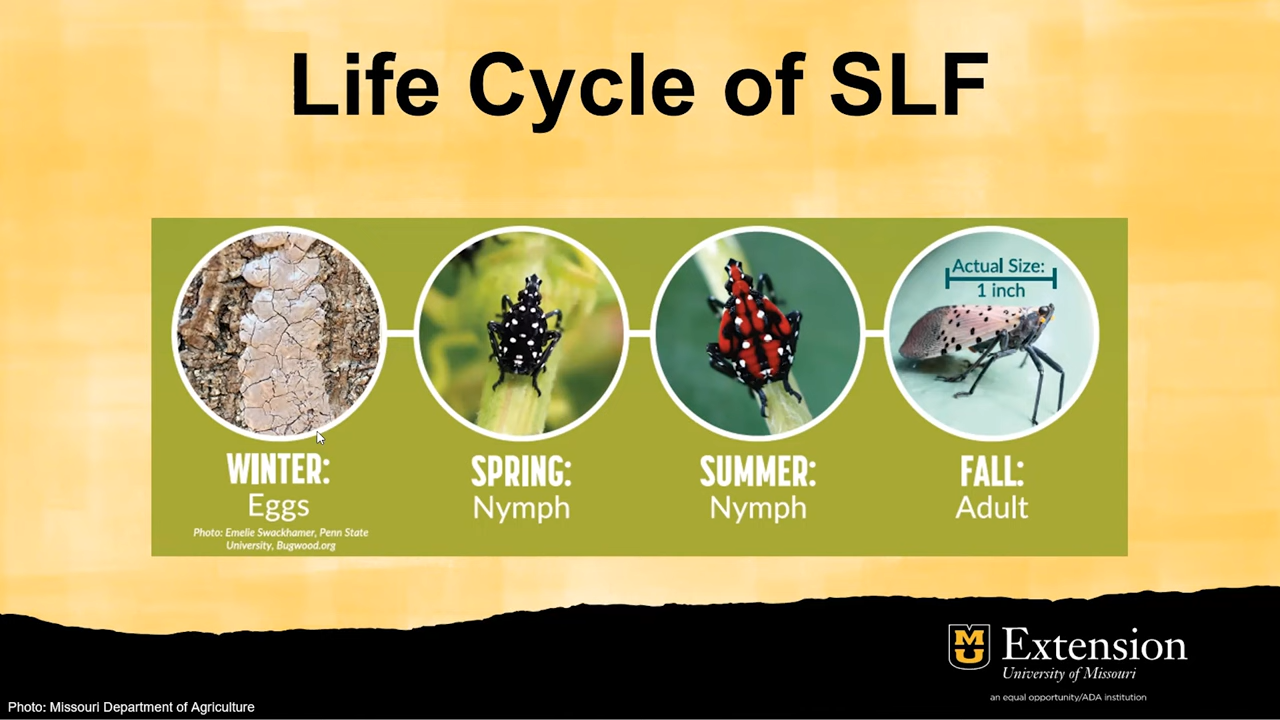 Life Cycle of SLF
Actual Size:
1 inch
WINTER:
Eggs
Photo: Emelie Swackhamer, Penn State
University, Bugwood.org
SPRING:
Nymph
SUMMER:
Nymph
FALL:
Adult
MU
Extension
University of Missouri
an equal opportunity/ADA institution
Photo: Missouri Department of Agriculture